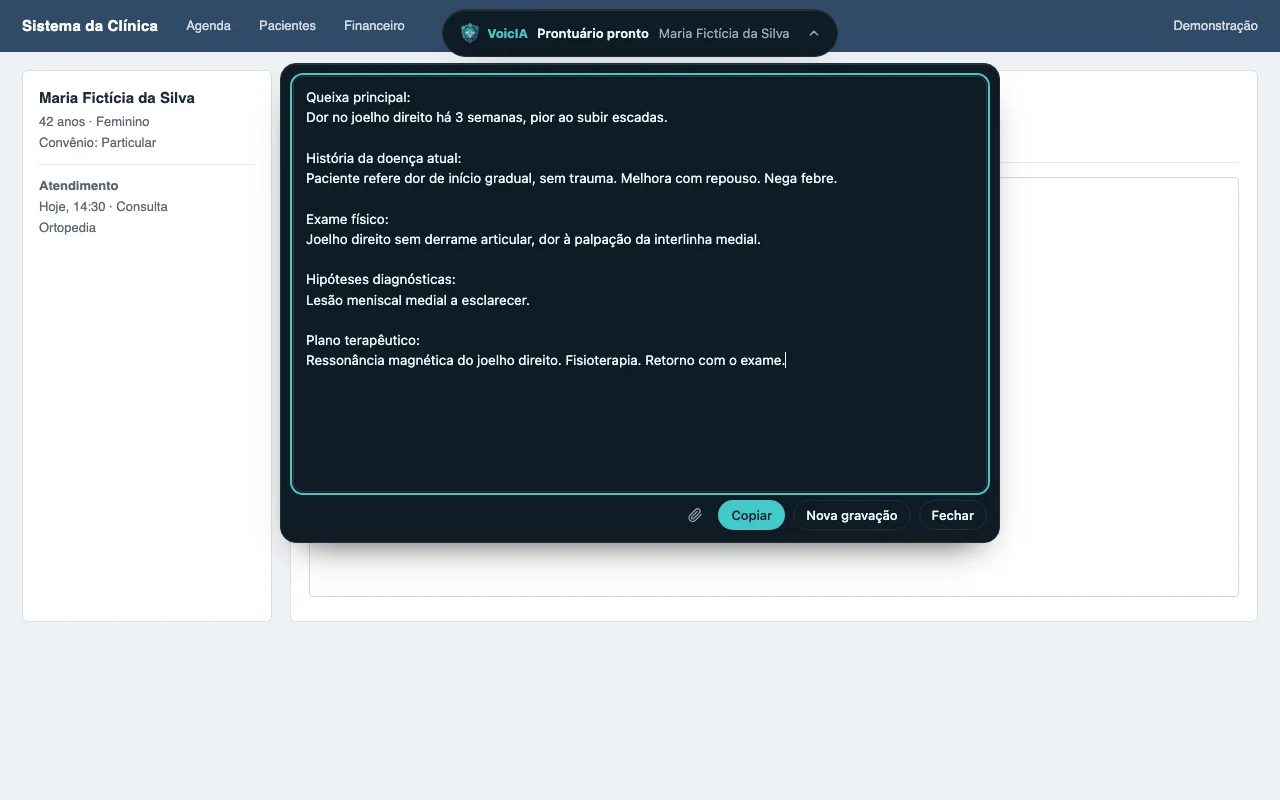 Sistema da Clínica
Agenda
Pacientes
Financeiro
VoicIA Prontuário pronto Maria Fictícia da Silva
Demonstração
Maria Fictícia da Silva
42 anos · Feminino
Convênio: Particular
Atendimento
Hoje, 14:30 · Consulta
Ortopedia
Queixa principal:
Dor no joelho direito há 3 semanas, pior ao subir escadas.
História da doença atual:
Paciente refere dor de início gradual, sem trauma. Melhora com repouso. Nega febre.
Exame físico:
Joelho direito sem derrame articular, dor à palpação da interlinha medial.
Hipóteses diagnósticas:
Lesão meniscal medial a esclarecer.
Plano terapêutico:
Ressonância magnética do joelho direito. Fisioterapia. Retorno com o exame.
Copiar
Nova gravação
Fechar